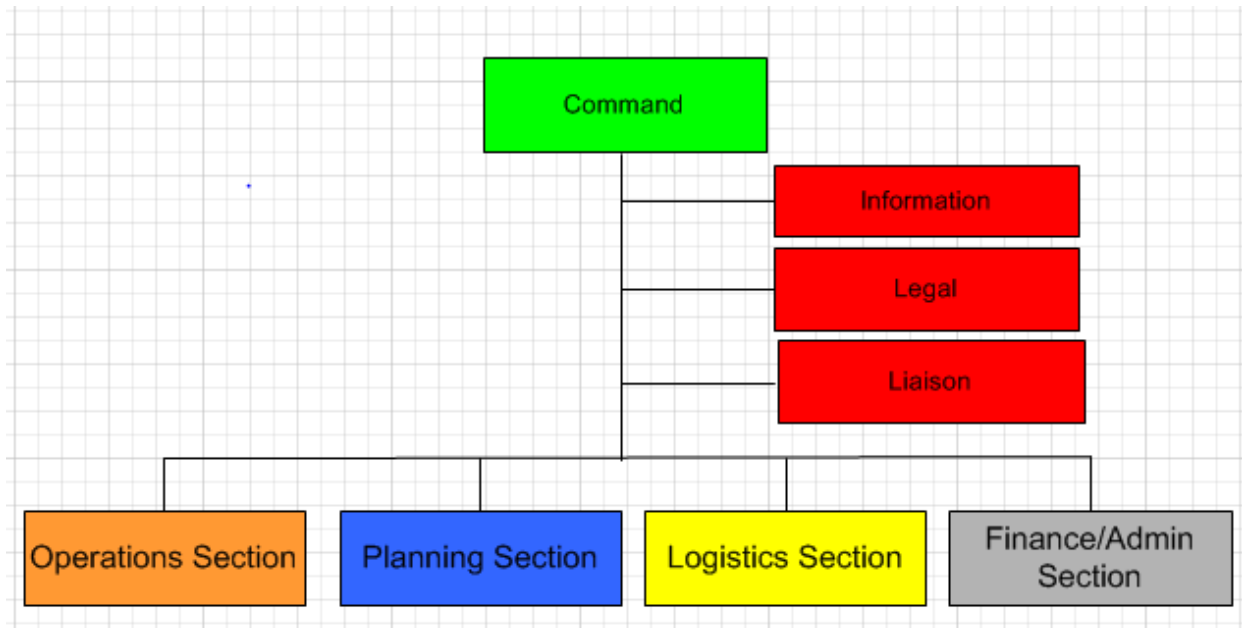 Command
Information
Legal
Liaison
Operations Section
Planning Section
Logistics Section
Finance/Admin
Section